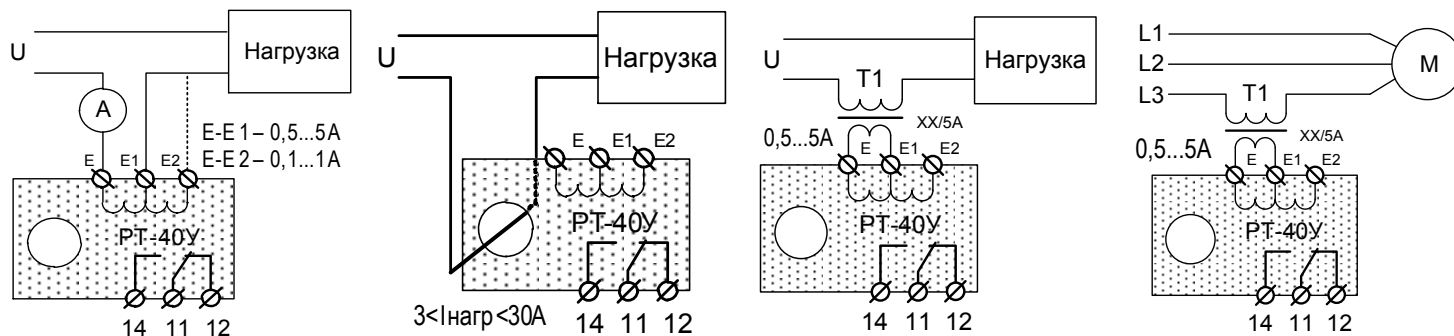 U
Нагрузка
A
E-E1 – 0,5...5A
E-E2 – 0,1...1A
E E1 E2
РТ-40У
14 11 12
U
Нагрузка
E E1 E2
РТ-40У
3<Iнагр<30А
14 11 12
U
Нагрузка
T1
XX/5A
0,5...5A
E E1 E2
РТ-40У
14 11 12
L1
L2
L3
M
T1
XX/5A
0,5...5A
E E1 E2
РТ-40У
14 11 12